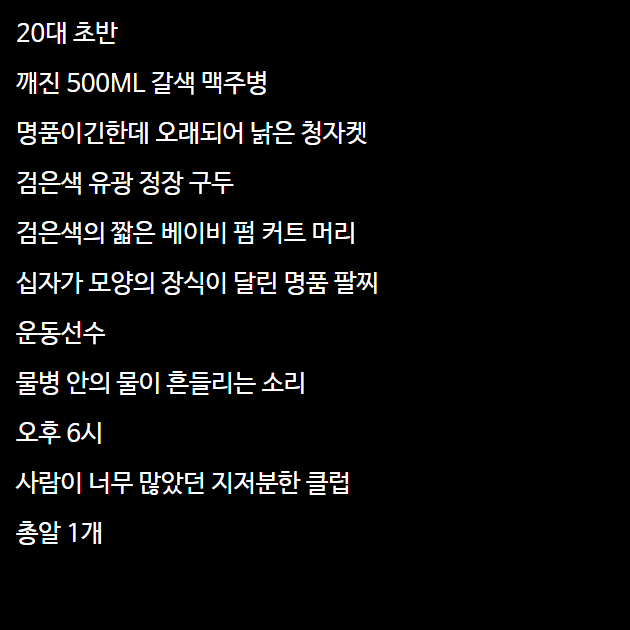 20대 초반
깨진 500ML 갈색 맥주병
명품이긴한데 오래되어 낡은 청자켓
검은색 유광 정장 구두
검은색의 짧은 베이비 펌 커트 머리
십자가 모양의 장식이 달린 명품 팔찌
운동선수
물병 안의 물이 흔들리는 소리
오후 6시
사람이 너무 많았던 지저분한 클럽
총알 1개